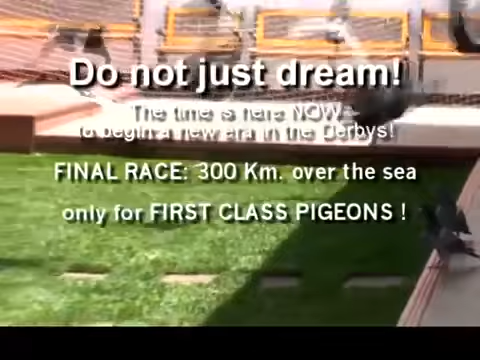 Do not just dream!
The time is here NOW
to begin a new era in the Derbys!
FINAL RACE: 300 Km. over the sea
only for FIRST CLASS PIGEONS !